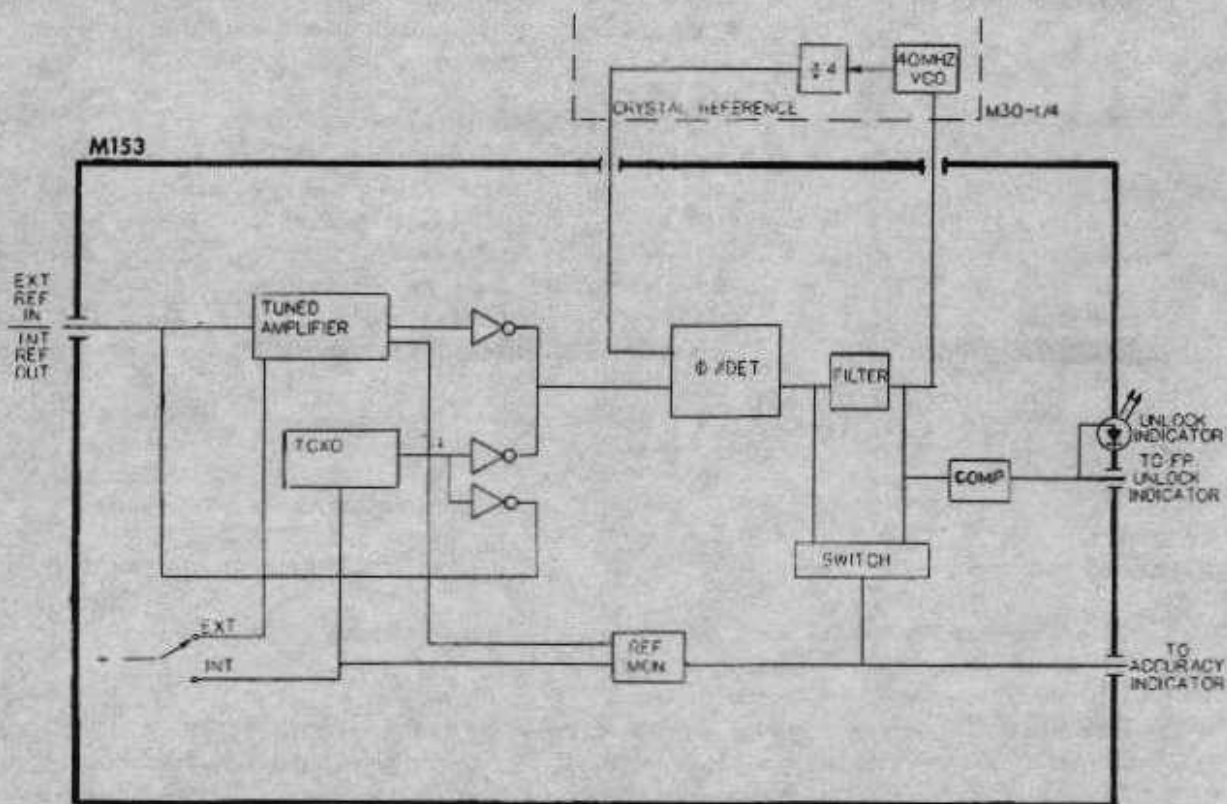 40MHZ
VCO
÷4
CRYSTAL REFERENCE
M30-1/4
M153
EXT
REF
IN
INT
REF
OUT
TUNED
AMPLIFIER
TCXO
DET
FILTER
UNLOCK
INDICATOR
TO F.P.
UNLOCK
INDICATOR
COMP
SWITCH
EXT
+
INT
REF
MON
TO
ACCURACY
INDICATOR